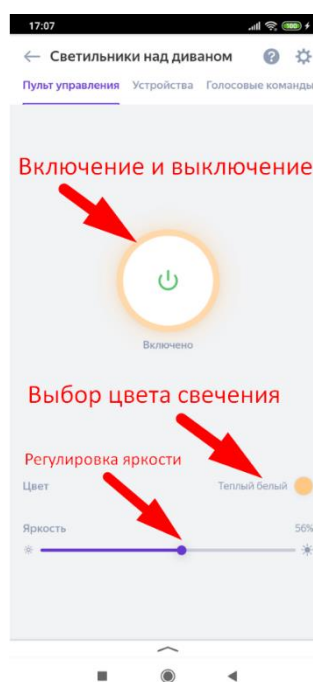 17:07
100
Светильники над диваном
Пульт управления Устройства Голосовые команды
Включение и выключение
Включено
Выбор цвета свечения
Регулировка яркости
Цвет Теплый белый
Яркость 56%